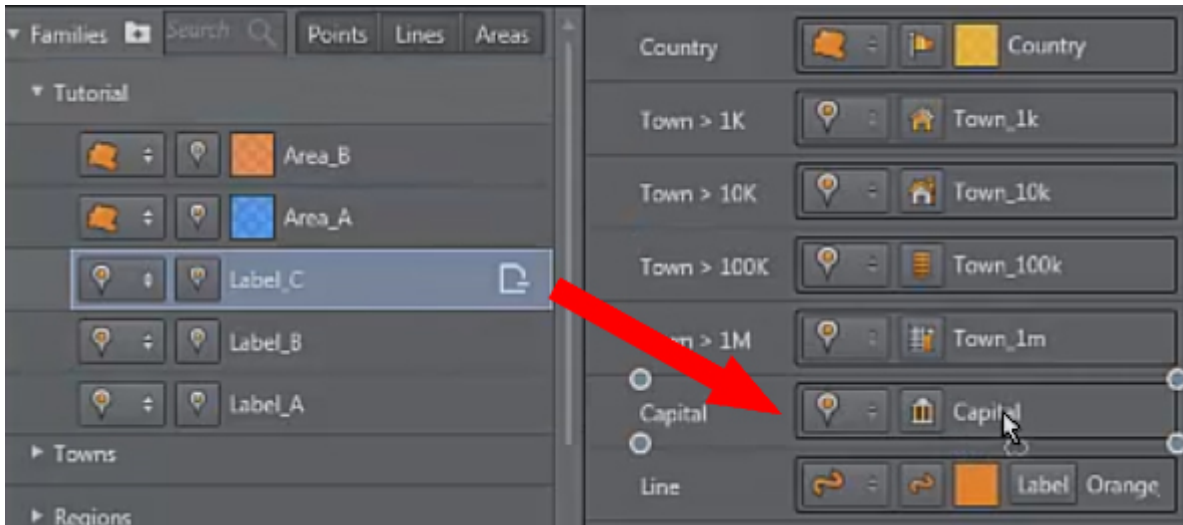 Families Search Points Lines Areas
Tutorial
Area_B
Area_A
Label_C
Label_B
Label_A
Towns
Regions
Country Country
Town > 1K Town_1k
Town > 10K Town_10k
Town > 100K Town_100k
> 1M Town_1m
Capital Capital
Line Label Orange